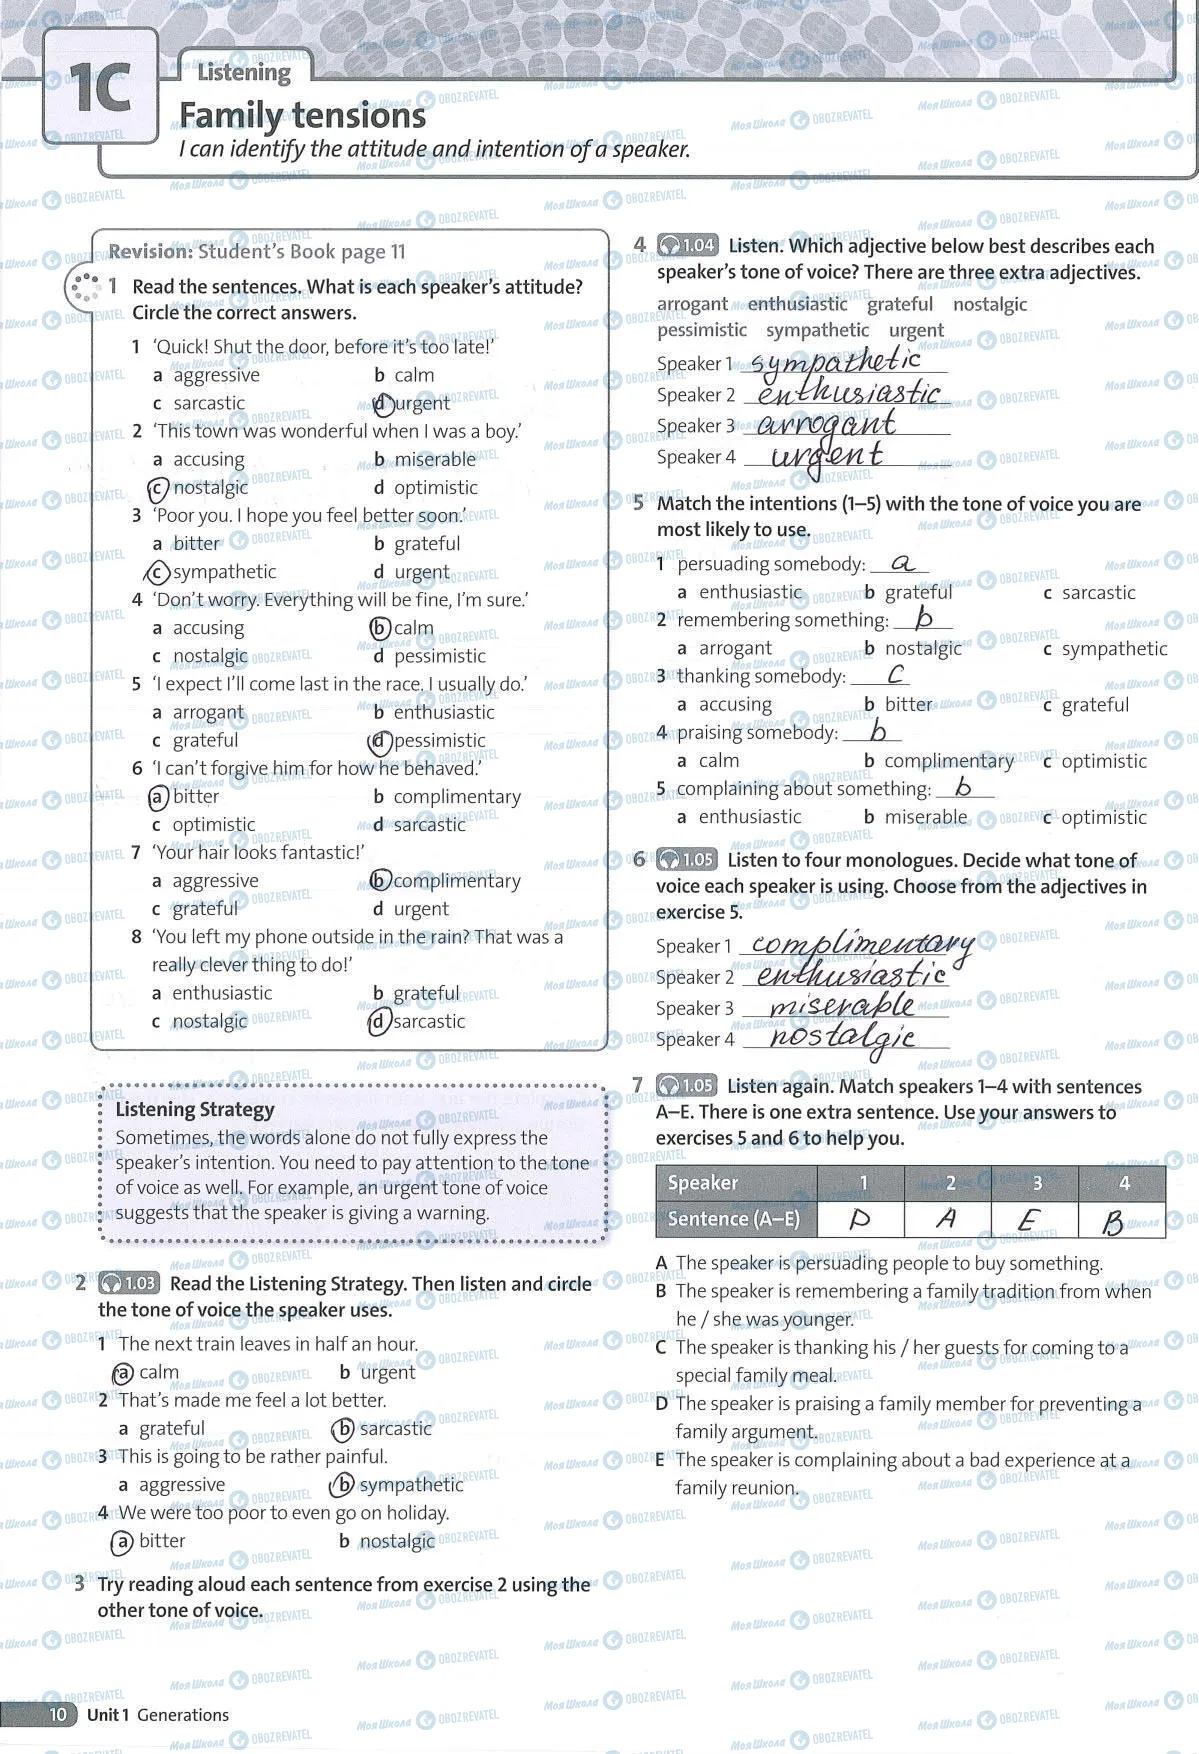 1C
Listening
Family tensions
I can identify the attitude and intention of a speaker.
Revision: Student's Book page 11
1 Read the sentences. What is each speaker's attitude?
Circle the correct answers.
1 'Quick! Shut the door, before it's too late!'
a aggressive b calm
c sarcastic d urgent
2 'This town was wonderful when I was a boy.'
a accusing b miserable
c nostalgic d optimistic
3 'Poor you. I hope you feel better soon.'
a bitter b grateful
c sympathetic d urgent
4 'Don't worry. Everything will be fine, I'm sure.'
a accusing b calm
c nostalgic d pessimistic
5 'I expect I'll come last in the race. I usually do.'
a arrogant b enthusiastic
c grateful d pessimistic
6 'I can't forgive him for how he behaved.'
a bitter b complimentary
c optimistic d sarcastic
7 'Your hair looks fantastic!'
a aggressive b complimentary
c grateful d urgent
8 'You left my phone outside in the rain? That was a
really clever thing to do!'
a enthusiastic b grateful
c nostalgic d sarcastic
Listening Strategy
Sometimes, the words alone do not fully express the
speaker's intention. You need to pay attention to the tone
of voice as well. For example, an urgent tone of voice
suggests that the speaker is giving a warning.
2 1.03 Read the Listening Strategy. Then listen and circle
the tone of voice the speaker uses.
1 The next train leaves in half an hour.
a calm b urgent
2 That's made me feel a lot better.
a grateful b sarcastic
3 This is going to be rather painful.
a aggressive b sympathetic
4 We were too poor to even go on holiday.
a bitter b nostalgic
3 Try reading aloud each sentence from exercise 2 using the
other tone of voice.
4 1.04 Listen. Which adjective below best describes each
speaker's tone of voice? There are three extra adjectives.
arrogant enthusiastic grateful nostalgic
pessimistic sympathetic urgent
Speaker 1 sympathetic
Speaker 2 enthusiastic
Speaker 3 arrogant
Speaker 4 urgent
5 Match the intentions (1–5) with the tone of voice you are
most likely to use.
1 persuading somebody: a
a enthusiastic b grateful c sarcastic
2 remembering something: b
a arrogant b nostalgic c sympathetic
3 thanking somebody: c
a accusing b bitter c grateful
4 praising somebody: b
a calm b complimentary c optimistic
5 complaining about something: b
a enthusiastic b miserable c optimistic
6 1.05 Listen to four monologues. Decide what tone of
voice each speaker is using. Choose from the adjectives in
exercise 5.
Speaker 1 complimentary
Speaker 2 enthusiastic
Speaker 3 miserable
Speaker 4 nostalgic
7 1.05 Listen again. Match speakers 1–4 with sentences
A–E. There is one extra sentence. Use your answers to
exercises 5 and 6 to help you.
Speaker 1 2 3 4
Sentence (A–E) D A E B
A The speaker is persuading people to buy something.
B The speaker is remembering a family tradition from when
he / she was younger.
C The speaker is thanking his / her guests for coming to a
special family meal.
D The speaker is praising a family member for preventing a
family argument.
E The speaker is complaining about a bad experience at a
family reunion.
10 Unit 1 Generations
Моя Школа OBOZREVATEL